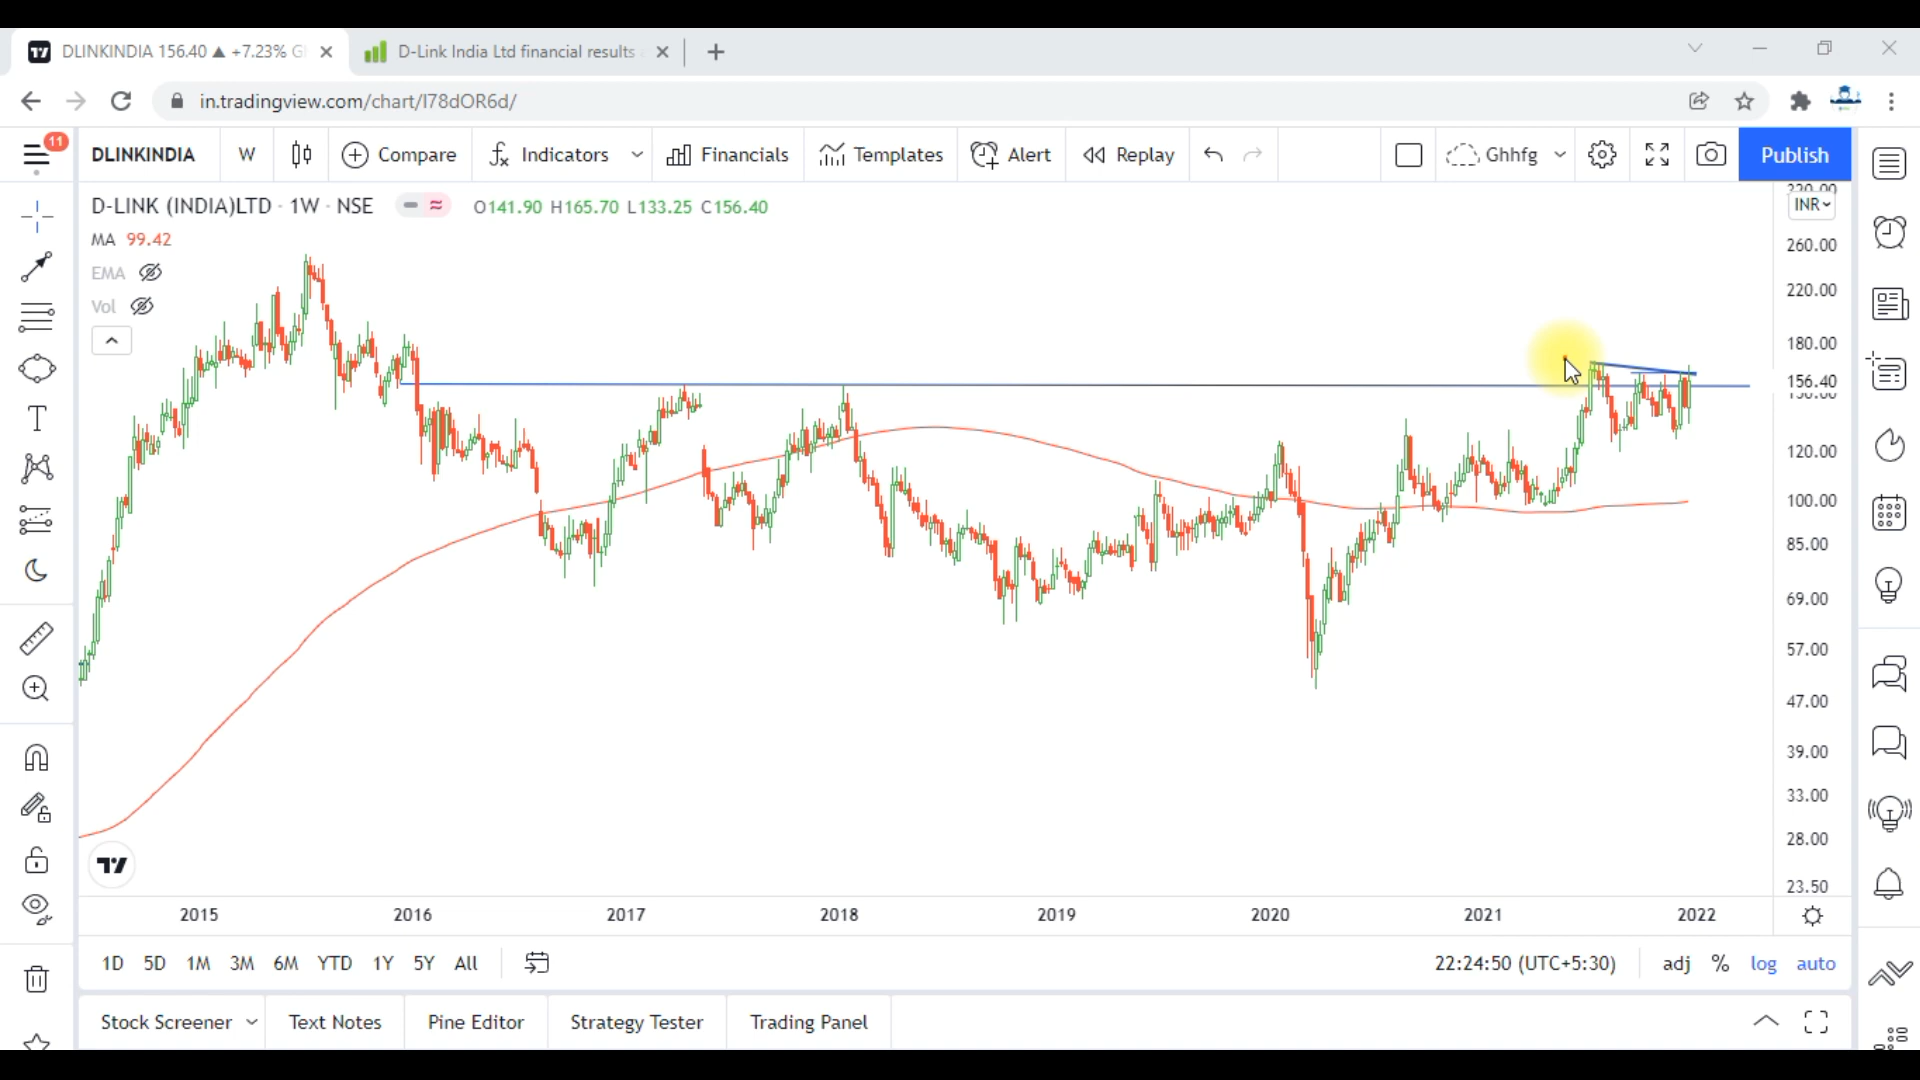 DLINKINDIA 156.40 ▲ +7.23% G
D-Link India Ltd financial results
in.tradingview.com/chart/I78dOR6d/
11
DLINKINDIA
W
Compare
Indicators
Financials
Templates
Alert
Replay
Ghhfg
Publish
D-LINK (INDIA)LTD · 1W · NSE
O141.90 H165.70 L133.25 C156.40
INR
MA 99.42
EMA
Vol
260.00
220.00
180.00
156.40
120.00
100.00
85.00
69.00
57.00
47.00
39.00
33.00
28.00
23.50
2015 2016 2017 2018 2019 2020 2021 2022
1D 5D 1M 3M 6M YTD 1Y 5Y All
22:24:50 (UTC+5:30)
adj % log auto
Stock Screener
Text Notes
Pine Editor
Strategy Tester
Trading Panel